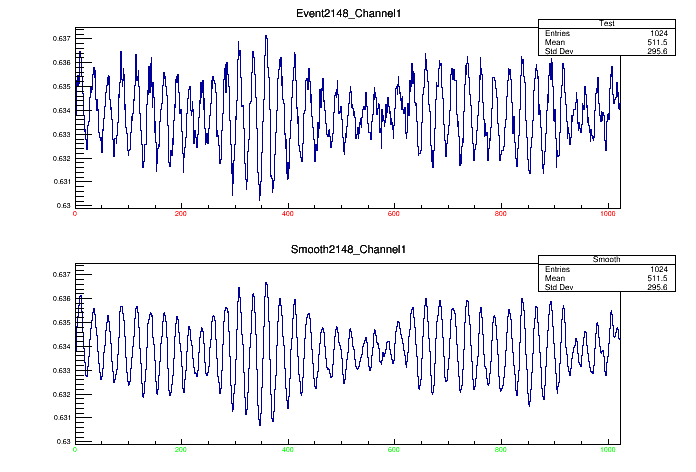 Event2148_Channel1
Test
Entries 1024
Mean 511.5
Std Dev 295.6
0.637
0.636
0.635
0.634
0.633
0.632
0.631
0.63
0 200 400 600 800 1000
Smooth2148_Channel1
Smooth
Entries 1024
Mean 511.5
Std Dev 295.6
0.637
0.636
0.635
0.634
0.633
0.632
0.631
0.63
0 200 400 600 800 1000